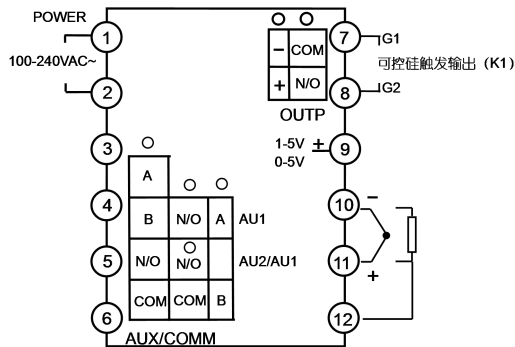 POWER
100-240VAC~
1
2
3
4
5
6
− COM
+ N/O
OUTP
7 G1
可控硅触发输出（K1）
8 G2
1-5V +
0-5V
9
10 −
11 +
12
A
B N/O A AU1
N/O N/O AU2/AU1
COM COM B
AUX/COMM